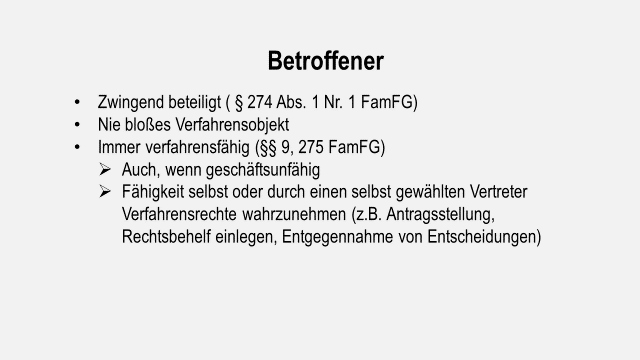 Betroffener
• Zwingend beteiligt ( § 274 Abs. 1 Nr. 1 FamFG)
• Nie bloßes Verfahrensobjekt
• Immer verfahrensfähig (§§ 9, 275 FamFG)
➢ Auch, wenn geschäftsunfähig
➢ Fähigkeit selbst oder durch einen selbst gewählten Vertreter
Verfahrensrechte wahrzunehmen (z.B. Antragsstellung,
Rechtsbehelf einlegen, Entgegennahme von Entscheidungen)